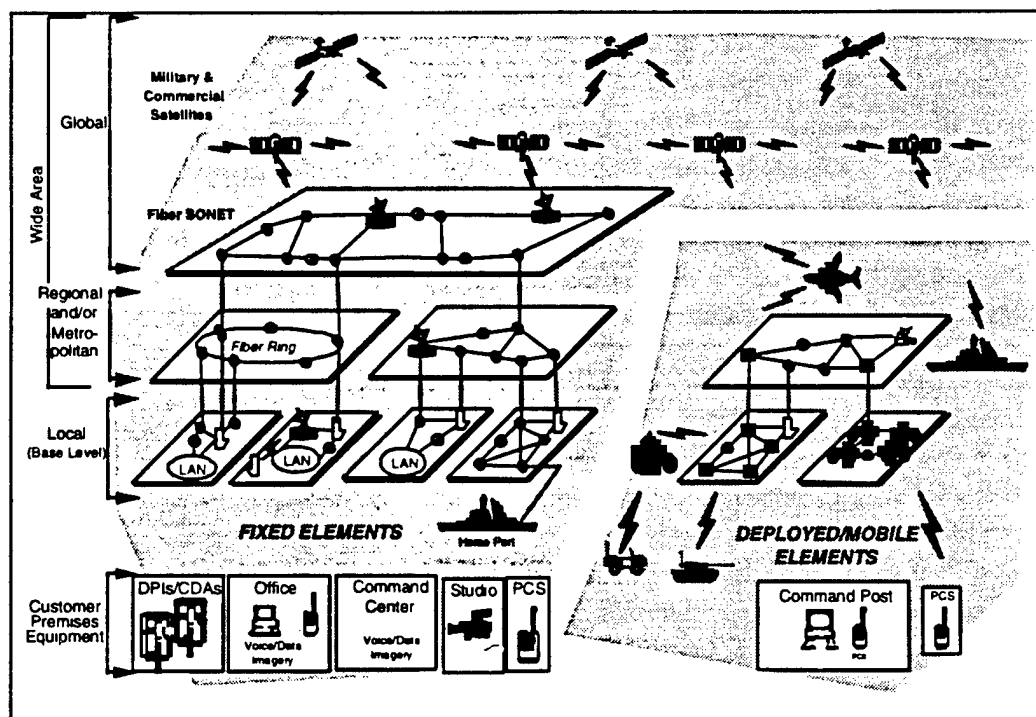 Wide Area
Global
Military &
Commercial
Satellites
Fiber SONET
Regional
and/or
Metro-
politan
Fiber Ring
Local
(Base Level)
LAN
LAN
LAN
FIXED ELEMENTS
Home Port
DEPLOYED/MOBILE
ELEMENTS
Customer
Premises
Equipment
DPIs/CDAs
Office
Voice/Data
Imagery
Command
Center
Voice/Data
Imagery
Studio
PCS
Command Post
PCS
PCS